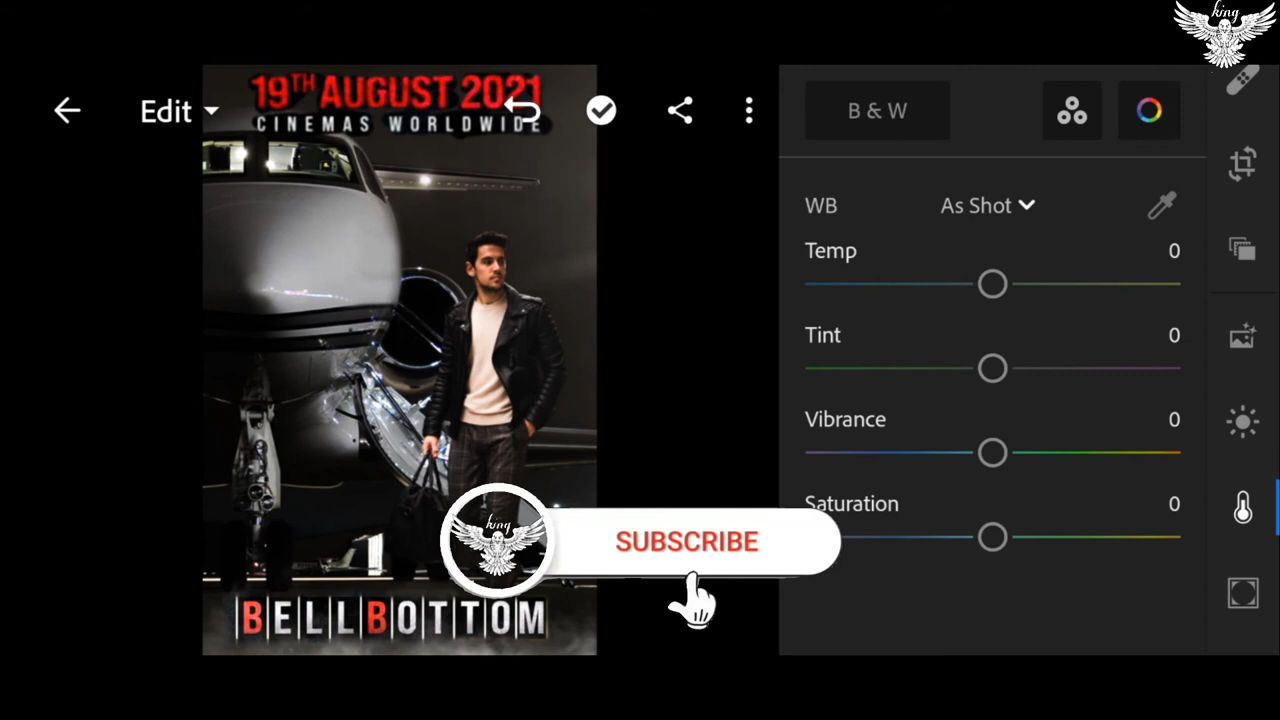 king
19TH AUGUST 2021
CINEMAS WORLDWIDE
Edit
B & W
WB
As Shot
Temp
0
Tint
0
Vibrance
0
Saturation
0
king
SUBSCRIBE
BELLBOTTOM